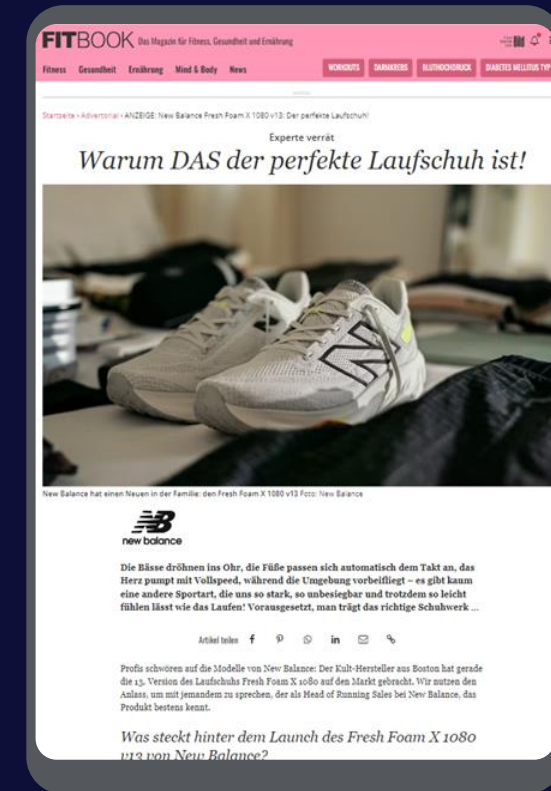 FITBOOK Das Magazin für Fitness, Gesundheit und Ernährung
Fitness Gesundheit Ernährung Mind & Body News WORKOUTS DARMKREBS BLUTHOCHDRUCK DIABETES MELLITUS TYP
Startseite › Advertorial › ANZEIGE: New Balance Fresh Foam X 1080 v13: Der perfekte Laufschuh!
Experte verrät
Warum DAS der perfekte Laufschuh ist!
N
New Balance hat einen Neuen in der Familie: den Fresh Foam X 1080 v13 Foto: New Balance
new balance
Die Bässe dröhnen ins Ohr, die Füße passen sich automatisch dem Takt an, das
Herz pumpt mit Vollspeed, während die Umgebung vorbeifliegt – es gibt kaum
eine andere Sportart, die uns so stark, so unbesiegbar und trotzdem so leicht
fühlen lässt wie das Laufen! Vorausgesetzt, man trägt das richtige Schuhwerk ...
Artikel teilen
Profis schwören auf die Modelle von New Balance: Der Kult-Hersteller aus Boston hat gerade
die 13. Version des Laufschuhs Fresh Foam X 1080 auf den Markt gebracht. Wir nutzen den
Anlass, um mit jemandem zu sprechen, der als Head of Running Sales bei New Balance, das
Produkt bestens kennt.
Was steckt hinter dem Launch des Fresh Foam X 1080
v13 von New Balance?